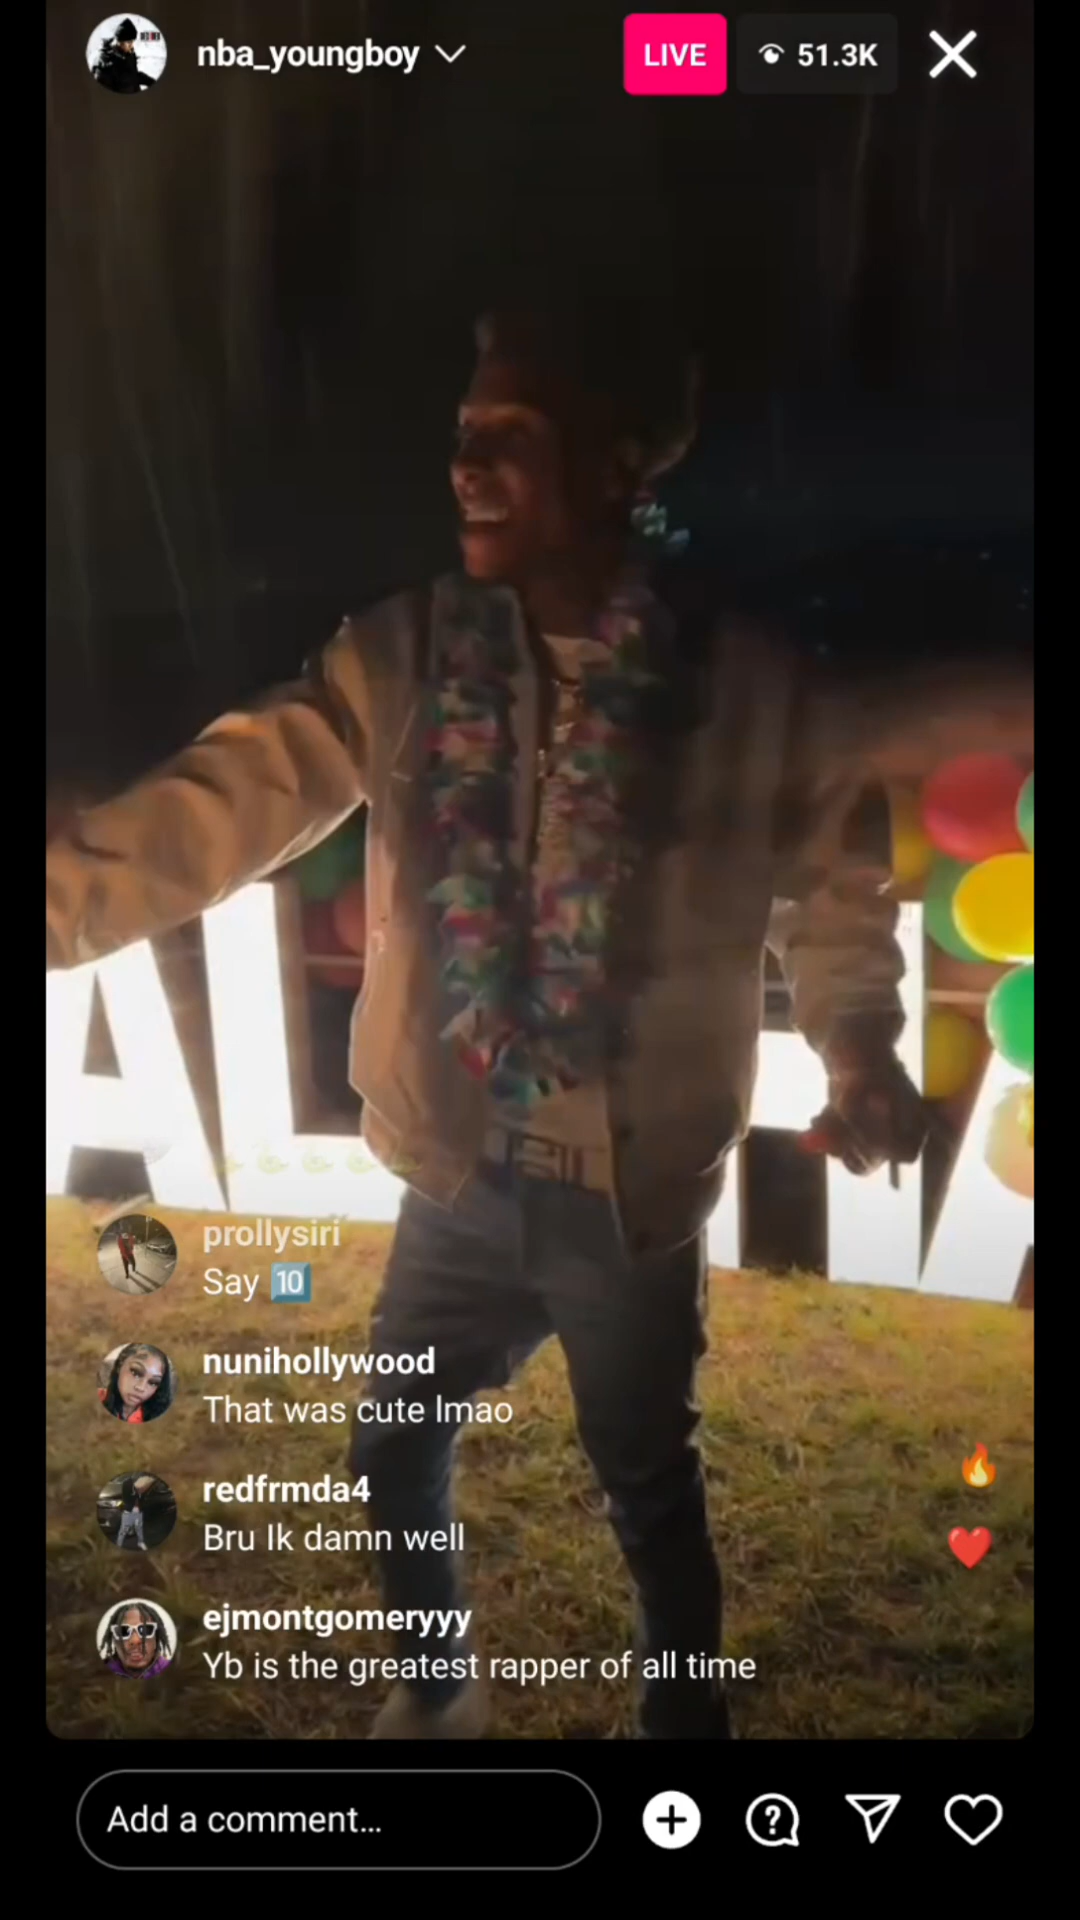 nba_youngboy
LIVE
51.3K
AL
prollysiri
Say 🔟
nunihollywood
That was cute lmao
redfrmda4
Bru Ik damn well
ejmontgomeryyy
Yb is the greatest rapper of all time
Add a comment...